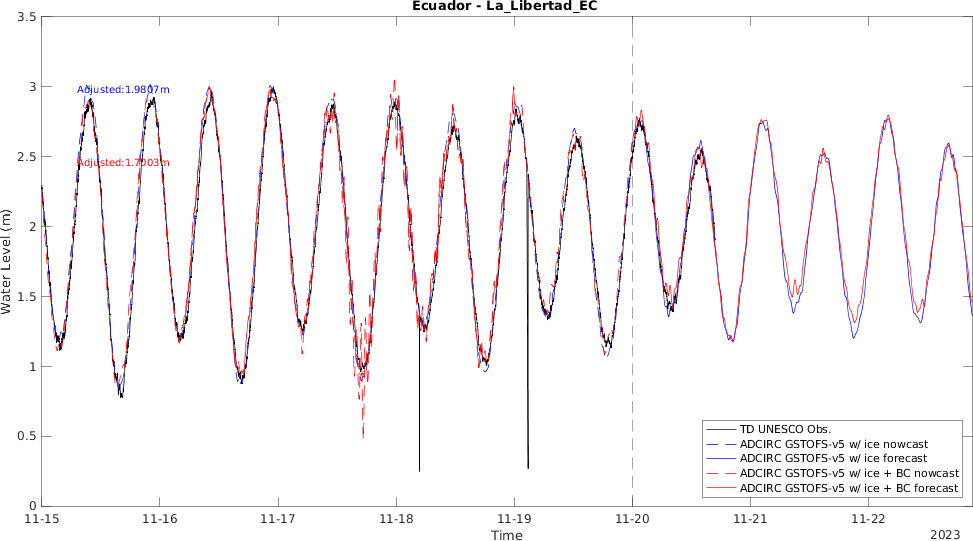 Ecuador - La_Libertad_EC
3.5
3
2.5
2
1.5
1
0.5
0
Water Level (m)
Adjusted:1.9807m
Adjusted:1.7003m
TD UNESCO Obs.
ADCIRC GSTOFS-v5 w/ ice nowcast
ADCIRC GSTOFS-v5 w/ ice forecast
ADCIRC GSTOFS-v5 w/ ice + BC nowcast
ADCIRC GSTOFS-v5 w/ ice + BC forecast
11-15 11-16 11-17 11-18 11-19 11-20 11-21 11-22
Time
2023